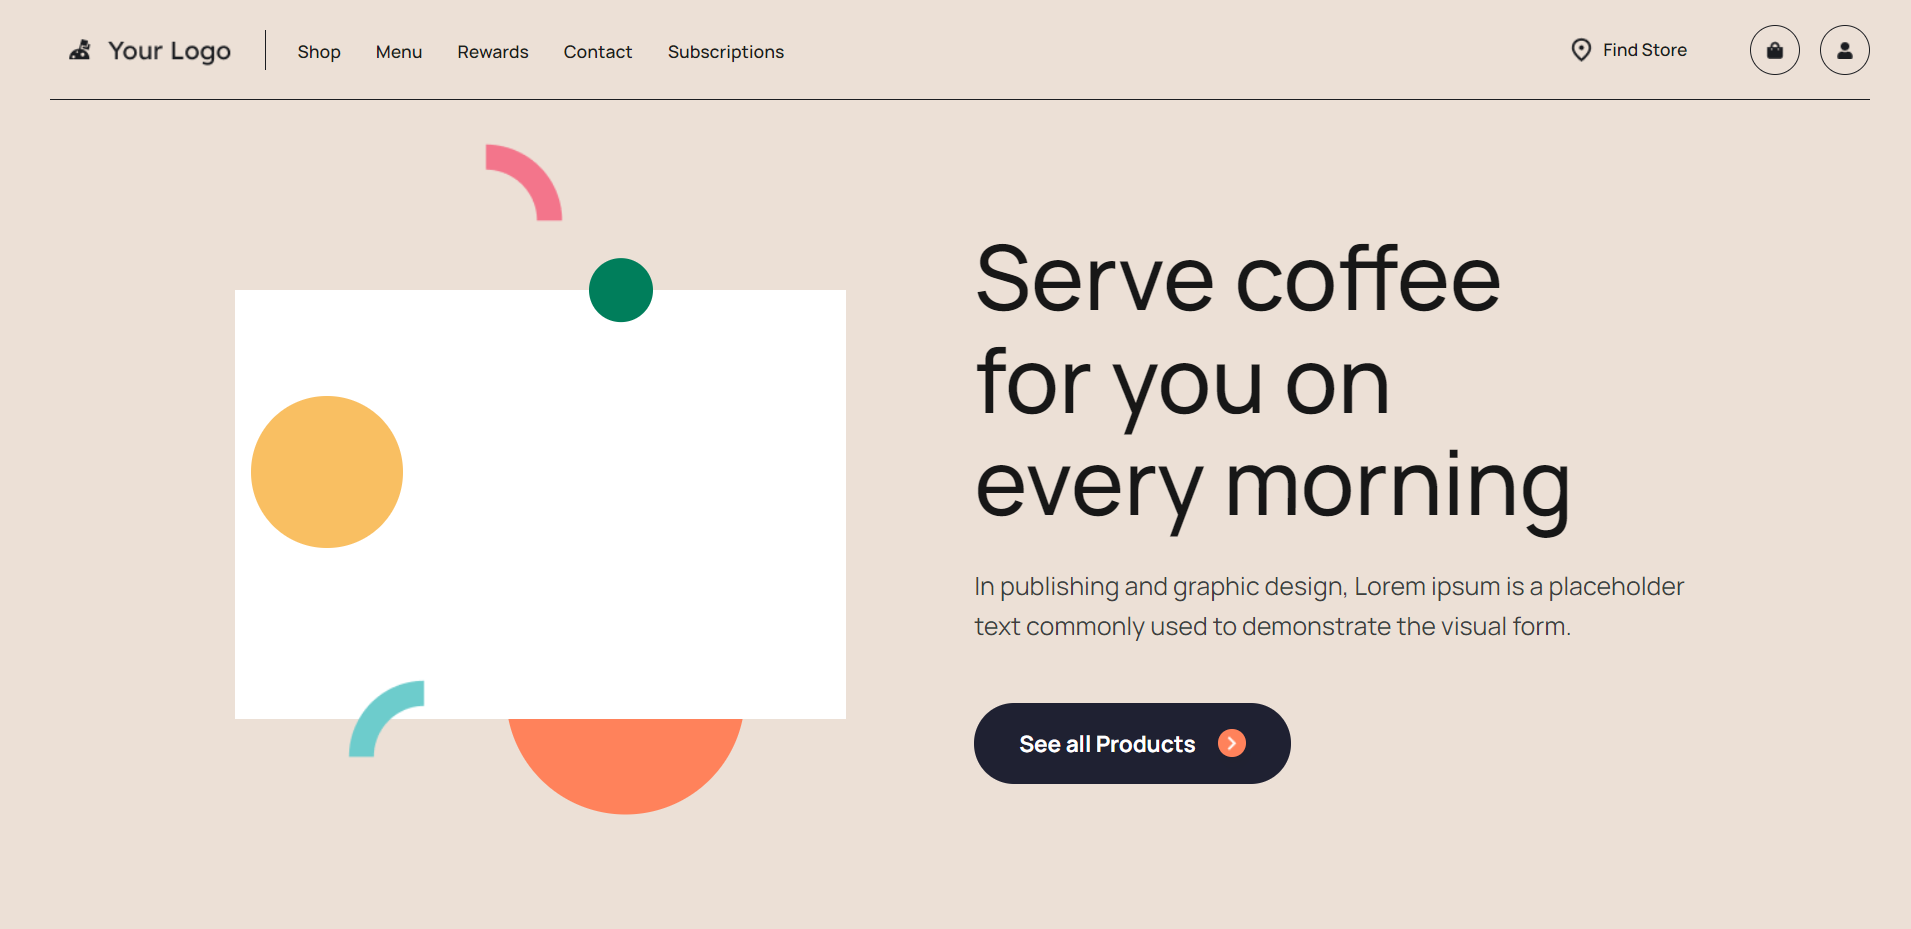 Your Logo
Shop Menu Rewards Contact Subscriptions
Find Store
Serve coffee
for you on
every morning
In publishing and graphic design, Lorem ipsum is a placeholder
text commonly used to demonstrate the visual form.
See all Products